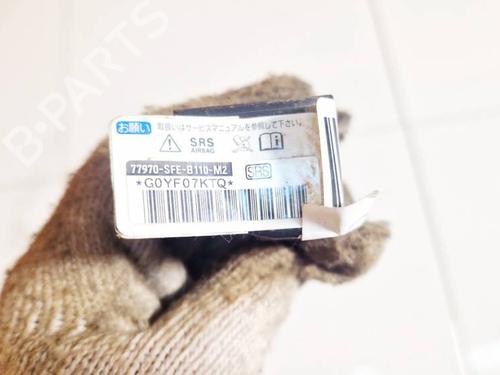 B-PARTS
お願い 取扱いはサービスマニュアルを参照して下さい。
SRS
AIRBAG
77970-SFE-B110-M2 SRS
*G0YF07KTQ*